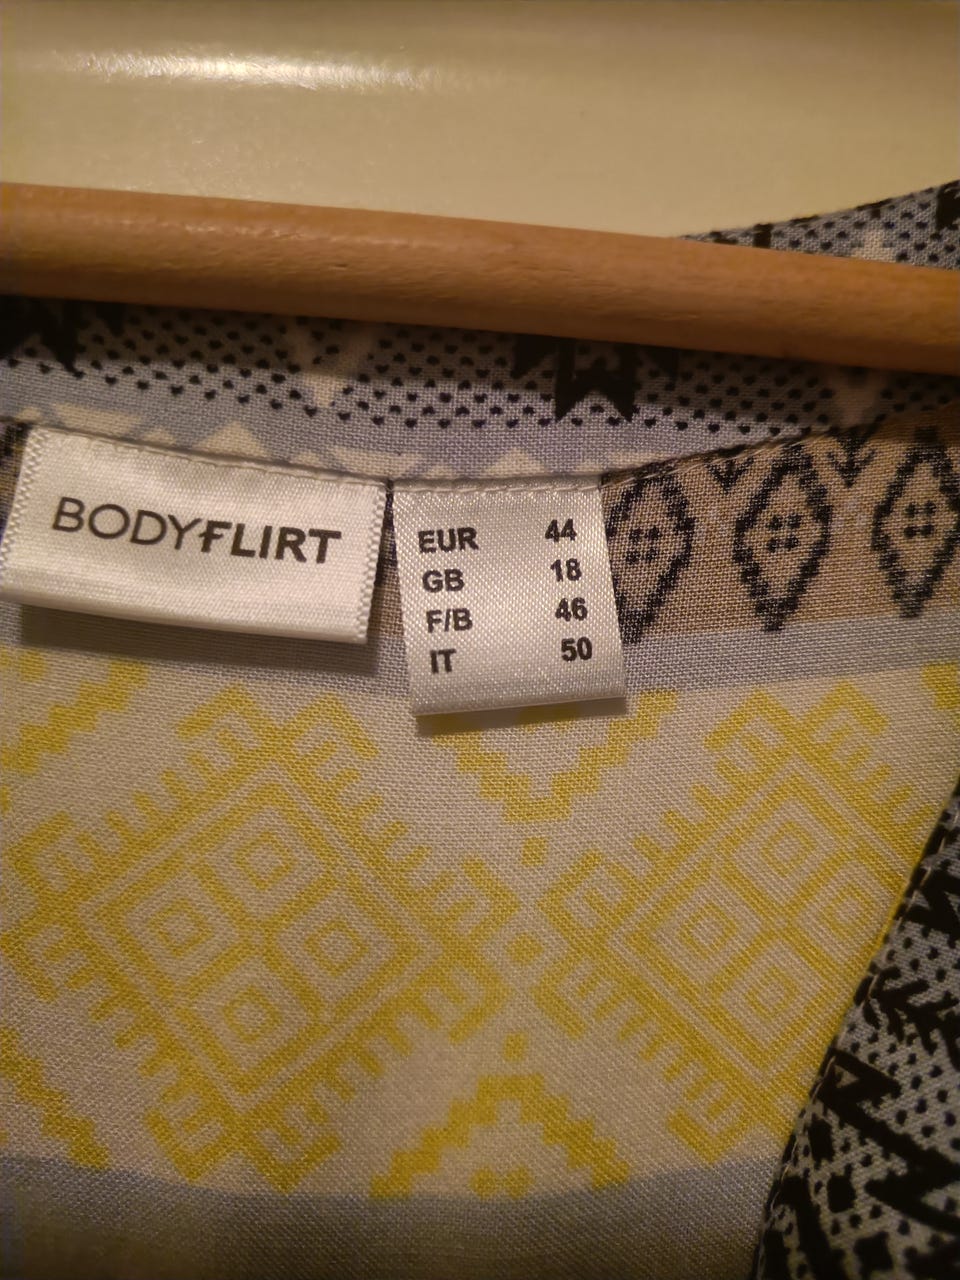 BODYFLIRT
EUR 44
GB 18
F/B 46
IT 50